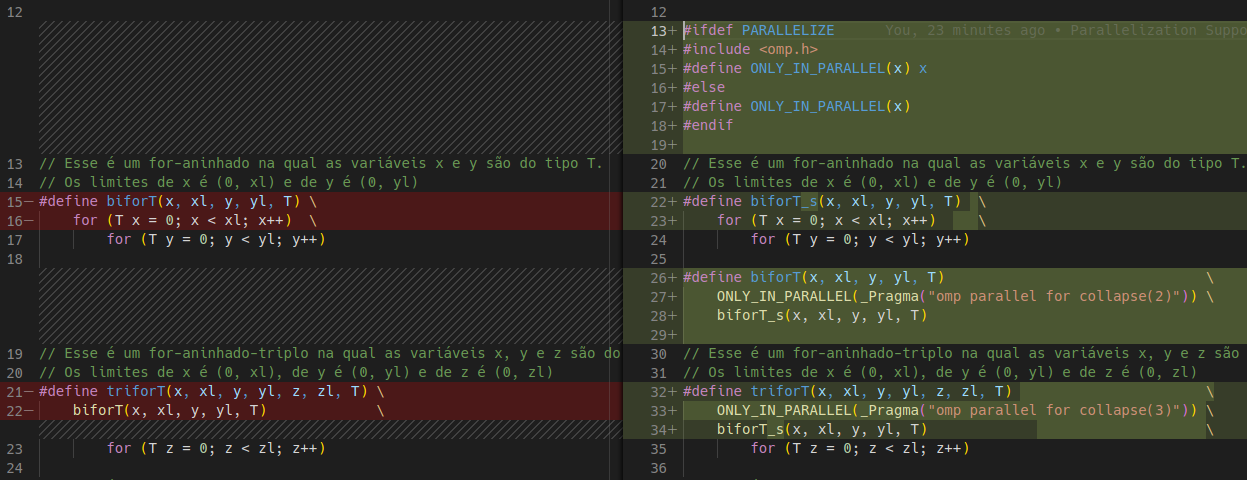 12
13 // Esse é um for-aninhado na qual as variáveis x e y são do tipo T.
14 // Os limites de x é (0, xl) e de y é (0, yl)
15— #define biforT(x, xl, y, yl, T) \
16—     for (T x = 0; x < xl; x++)  \
17         for (T y = 0; y < yl; y++)
18
19 // Esse é um for-aninhado-triplo na qual as variáveis x, y e z são do
20 // Os limites de x é (0, xl), de y é (0, yl) e de z é (0, zl)
21— #define triforT(x, xl, y, yl, z, zl, T) \
22—     biforT(x, xl, y, yl, T)             \
23         for (T z = 0; z < zl; z++)
24
12
13+ #ifdef PARALLELIZE      You, 23 minutes ago • Parallelization Suppo
14+ #include <omp.h>
15+ #define ONLY_IN_PARALLEL(x) x
16+ #else
17+ #define ONLY_IN_PARALLEL(x)
18+ #endif
19+
20 // Esse é um for-aninhado na qual as variáveis x e y são do tipo T.
21 // Os limites de x é (0, xl) e de y é (0, yl)
22+ #define biforT_s(x, xl, y, yl, T)  \
23+     for (T x = 0; x < xl; x++)     \
24         for (T y = 0; y < yl; y++)
25
26+ #define biforT(x, xl, y, yl, T)                               \
27+     ONLY_IN_PARALLEL(_Pragma("omp parallel for collapse(2)")) \
28+     biforT_s(x, xl, y, yl, T)
29+
30 // Esse é um for-aninhado-triplo na qual as variáveis x, y e z são
31 // Os limites de x é (0, xl), de y é (0, yl) e de z é (0, zl)
32+ #define triforT(x, xl, y, yl, z, zl, T)                       \
33+     ONLY_IN_PARALLEL(_Pragma("omp parallel for collapse(3)")) \
34+     biforT_s(x, xl, y, yl, T)                                 \
35         for (T z = 0; z < zl; z++)
36